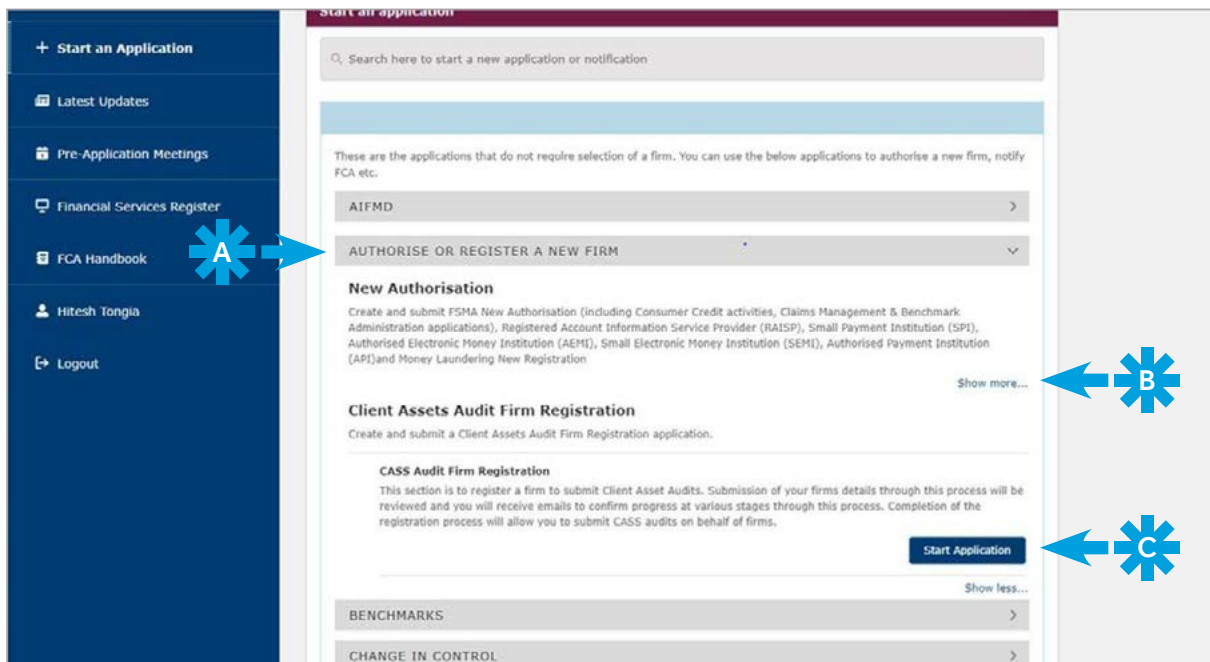 Start an application
+ Start an Application
Search here to start a new application or notification
Latest Updates
Pre-Application Meetings
These are the applications that do not require selection of a firm. You can use the below applications to authorise a new firm, notify
FCA etc.
Financial Services Register
AIFMD
A
AUTHORISE OR REGISTER A NEW FIRM
FCA Handbook
New Authorisation
Hitesh Tongia
Create and submit FSMA New Authorisation (including Consumer Credit activities, Claims Management & Benchmark
Administration applications), Registered Account Information Service Provider (RAISP), Small Payment Institution (SPI),
Authorised Electronic Money Institution (AEMI), Small Electronic Money Institution (SEMI), Authorised Payment Institution
(API)and Money Laundering New Registration
Logout
Show more...
B
Client Assets Audit Firm Registration
Create and submit a Client Assets Audit Firm Registration application.
CASS Audit Firm Registration
This section is to register a firm to submit Client Asset Audits. Submission of your firms details through this process will be
reviewed and you will receive emails to confirm progress at various stages through this process. Completion of the
registration process will allow you to submit CASS audits on behalf of firms.
Start Application
C
Show less...
BENCHMARKS
CHANGE IN CONTROL